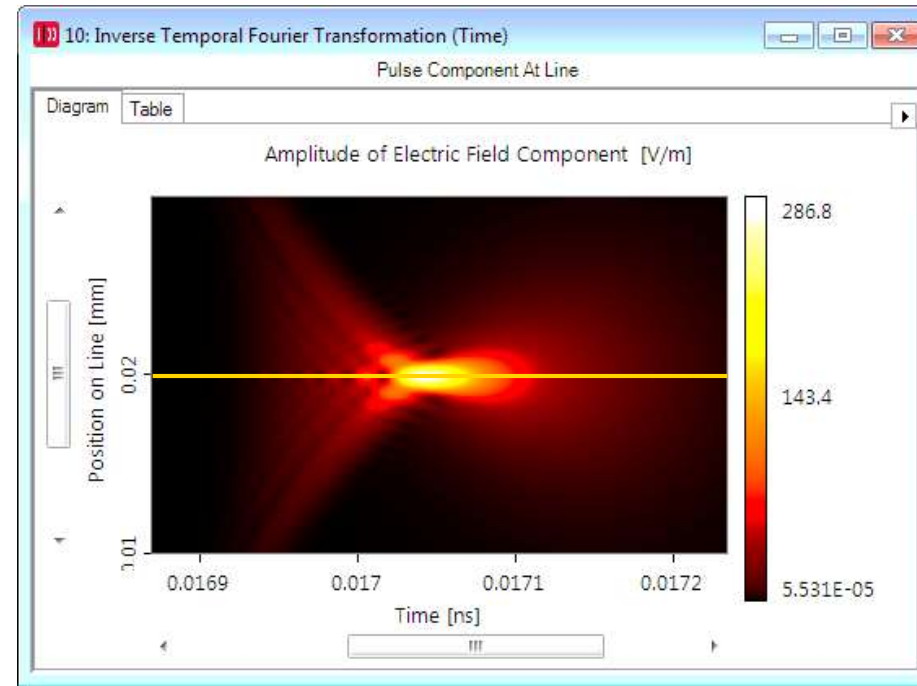 10: Inverse Temporal Fourier Transformation (Time)
Pulse Component At Line
Diagram
Table
Amplitude of Electric Field Component [V/m]
286.8
143.4
5.531E-05
Position on Line [mm]
0.02
0.01
0.0169
0.017
0.0171
0.0172
Time [ns]